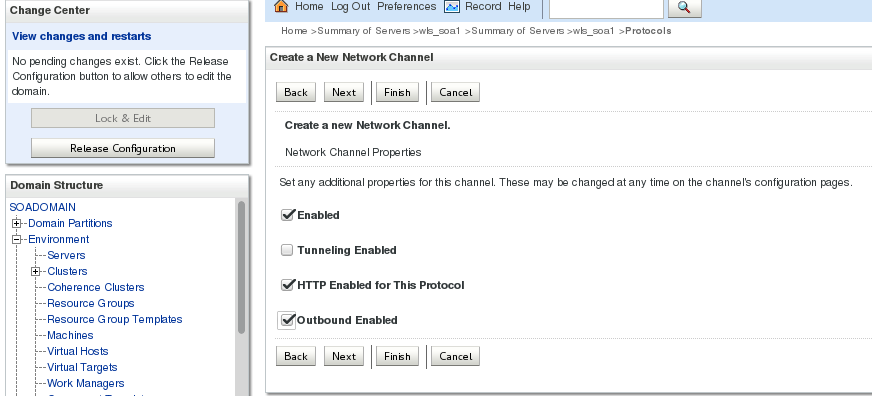 Change Center
View changes and restarts
No pending changes exist. Click the Release
Configuration button to allow others to edit the
domain.
Lock & Edit
Release Configuration
Domain Structure
SOADOMAIN
Domain Partitions
Environment
Servers
Clusters
Coherence Clusters
Resource Groups
Resource Group Templates
Machines
Virtual Hosts
Virtual Targets
Work Managers
Home Log Out Preferences Record Help
Home >Summary of Servers >wls_soa1 >Summary of Servers >wls_soa1 >Protocols
Create a New Network Channel
Back Next Finish Cancel
Create a new Network Channel.
Network Channel Properties
Set any additional properties for this channel. These may be changed at any time on the channel's configuration pages.
Enabled
Tunneling Enabled
HTTP Enabled for This Protocol
Outbound Enabled
Back Next Finish Cancel